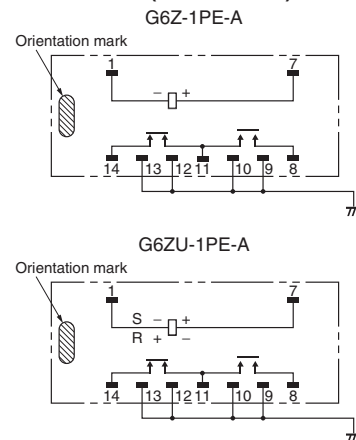 G6Z-1PE-A
Orientation mark
1 7
− +
14 13 12 11 10 9 8
G6ZU-1PE-A
Orientation mark
1 7
S − +
R + −
14 13 12 11 10 9 8